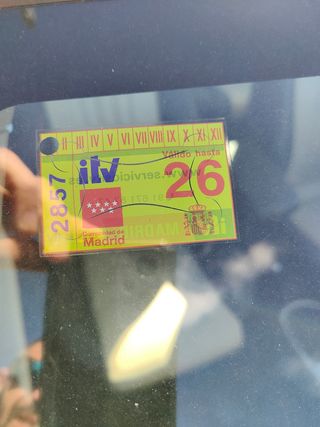 II III IV V VI VII VIII IX X XI XII
Válido hasta
itv
26
2857
Comunidad de
Madrid